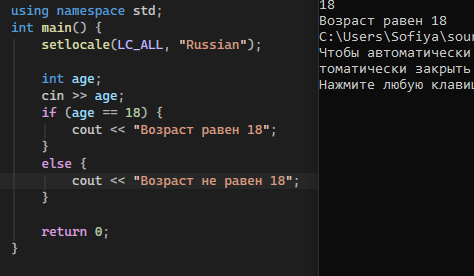 using namespace std;
int main() {
setlocale(LC_ALL, "Russian");
int age;
cin >> age;
if (age == 18) {
cout << "Возраст равен 18";
}
else {
cout << "Возраст не равен 18";
}
return 0;
}
18
Возраст равен 18
C:\Users\Sofiya\sour
Чтобы автоматически
томатически закрыть
Нажмите любую клавиш